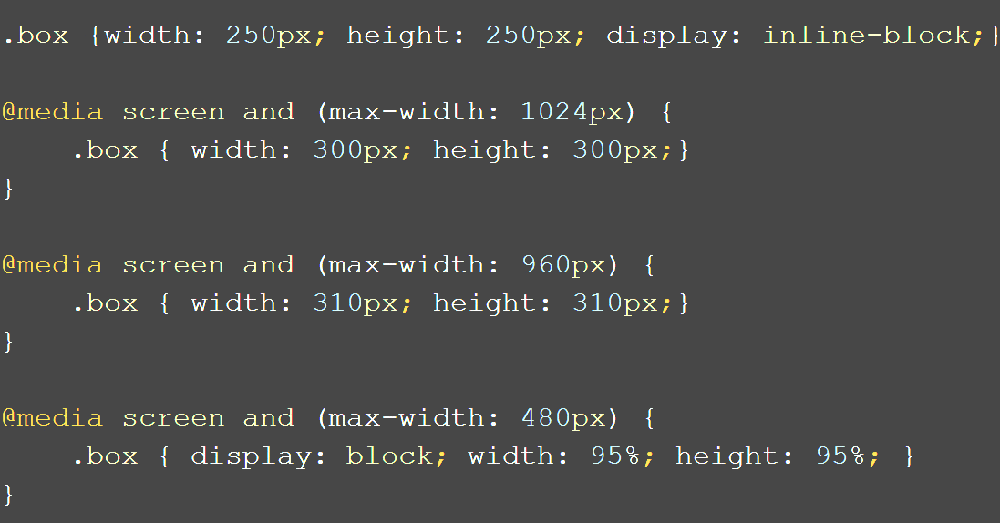 .box {width: 250px; height: 250px; display: inline-block;}
@media screen and (max-width: 1024px) {
.box { width: 300px; height: 300px;}
}
@media screen and (max-width: 960px) {
.box { width: 310px; height: 310px;}
}
@media screen and (max-width: 480px) {
.box { display: block; width: 95%; height: 95%; }
}